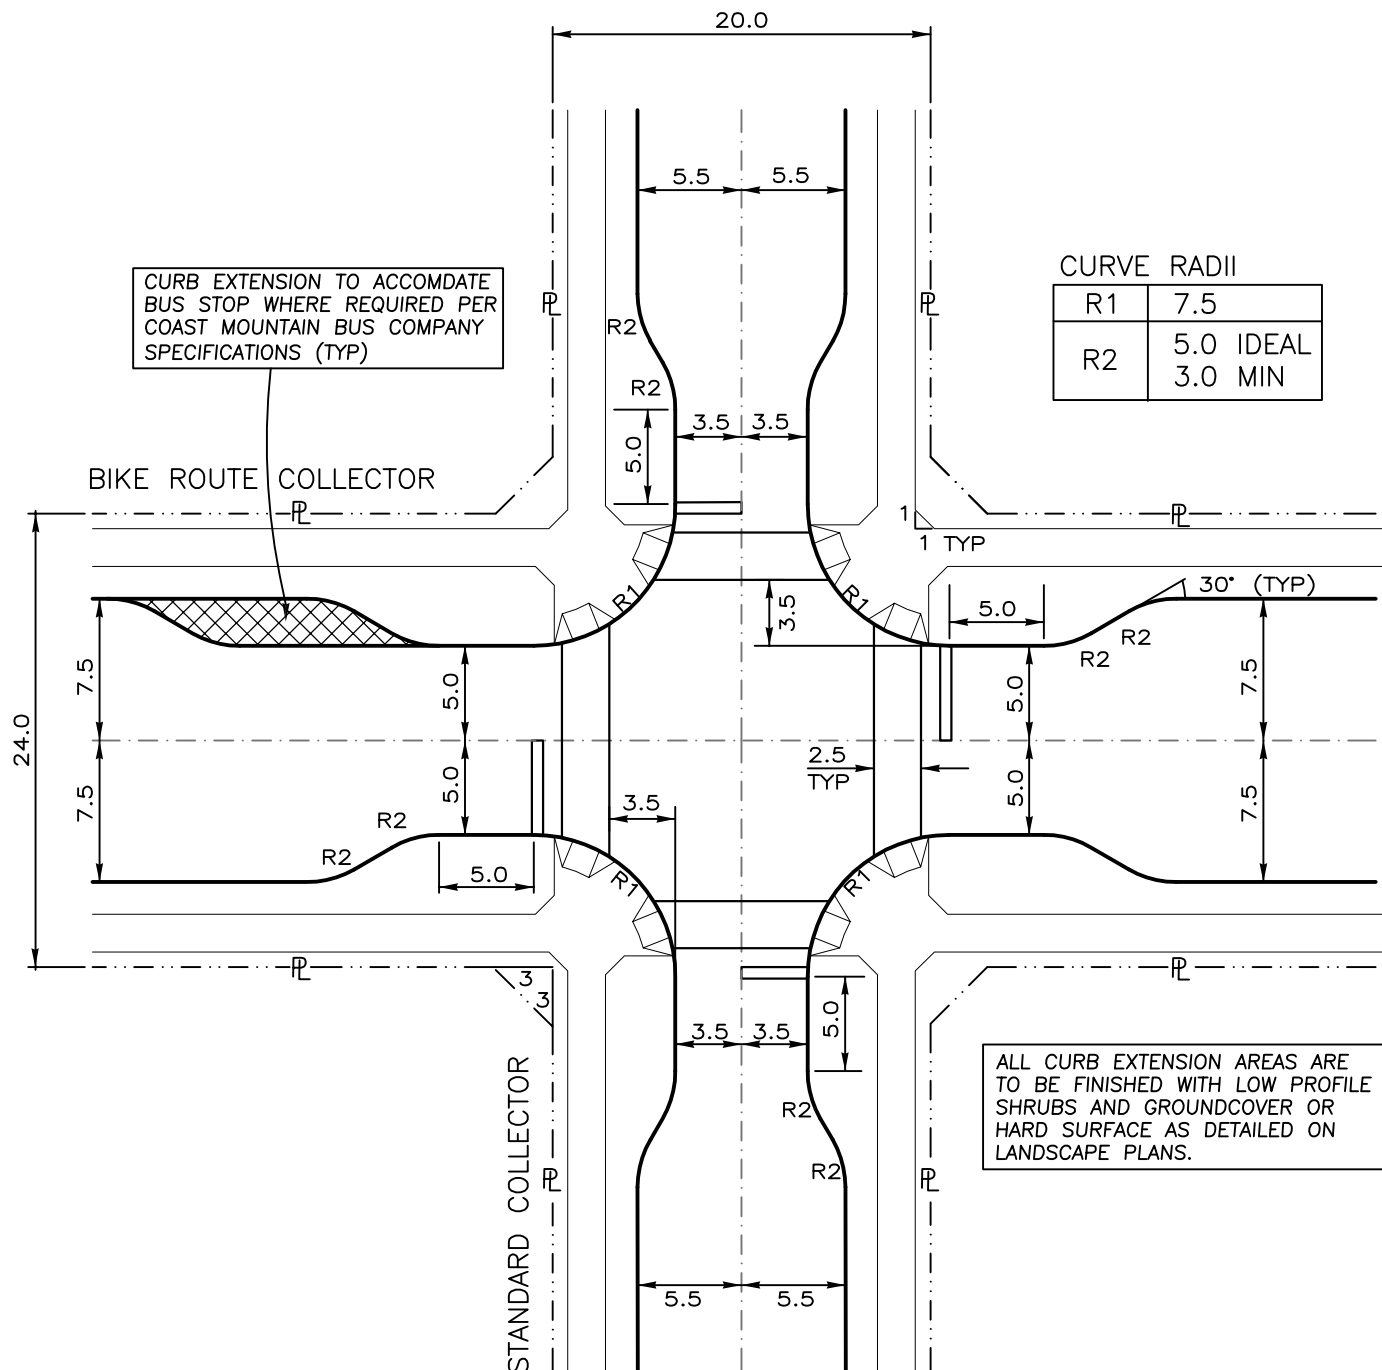 20.0
5.5 5.5
CURB EXTENSION TO ACCOMDATE
BUS STOP WHERE REQUIRED PER
COAST MOUNTAIN BUS COMPANY
SPECIFICATIONS (TYP)
PL
PL
CURVE RADII
R1 7.5
R2 5.0 IDEAL
3.0 MIN
R2
R2
3.5 3.5
5.0
BIKE ROUTE COLLECTOR
PL
PL
1
1 TYP
R1
R1
3.5
5.0
30° (TYP)
R2
R2
24.0
7.5
7.5
5.0
5.0
2.5
TYP
5.0
5.0
7.5
7.5
3.5
R2
R2
5.0
R1
R1
PL
PL
3
3
3.5 3.5
5.0
R2
R2
STANDARD COLLECTOR
PL
PL
ALL CURB EXTENSION AREAS ARE
TO BE FINISHED WITH LOW PROFILE
SHRUBS AND GROUNDCOVER OR
HARD SURFACE AS DETAILED ON
LANDSCAPE PLANS.
5.5 5.5